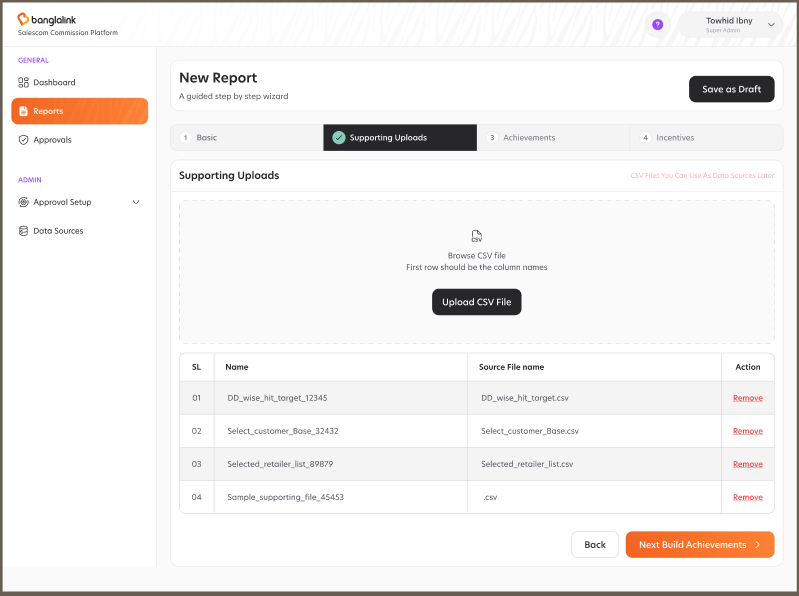 banglalink
Salescom Commission Platform
?
Towhid Ibny
Super Admin
GENERAL
Dashboard
Reports
Approvals
ADMIN
Approval Setup
Data Sources
New Report
A guided step by step wizard
Save as Draft
1 Basic
Supporting Uploads
3 Achievements
4 Incentives
Supporting Uploads
CSV Files You Can Use As Data Sources Later
CSV
Browse CSV file
First row should be the column names
Upload CSV File
SL Name Source File name Action
01 DD_wise_hit_target_12345 DD_wise_hit_target.csv Remove
02 Select_customer_Base_32432 Select_customer_Base.csv Remove
03 Selected_retailer_list_89879 Selected_retailer_list.csv Remove
04 Sample_supporting_file_45453 .csv Remove
Back
Next Build Achievements